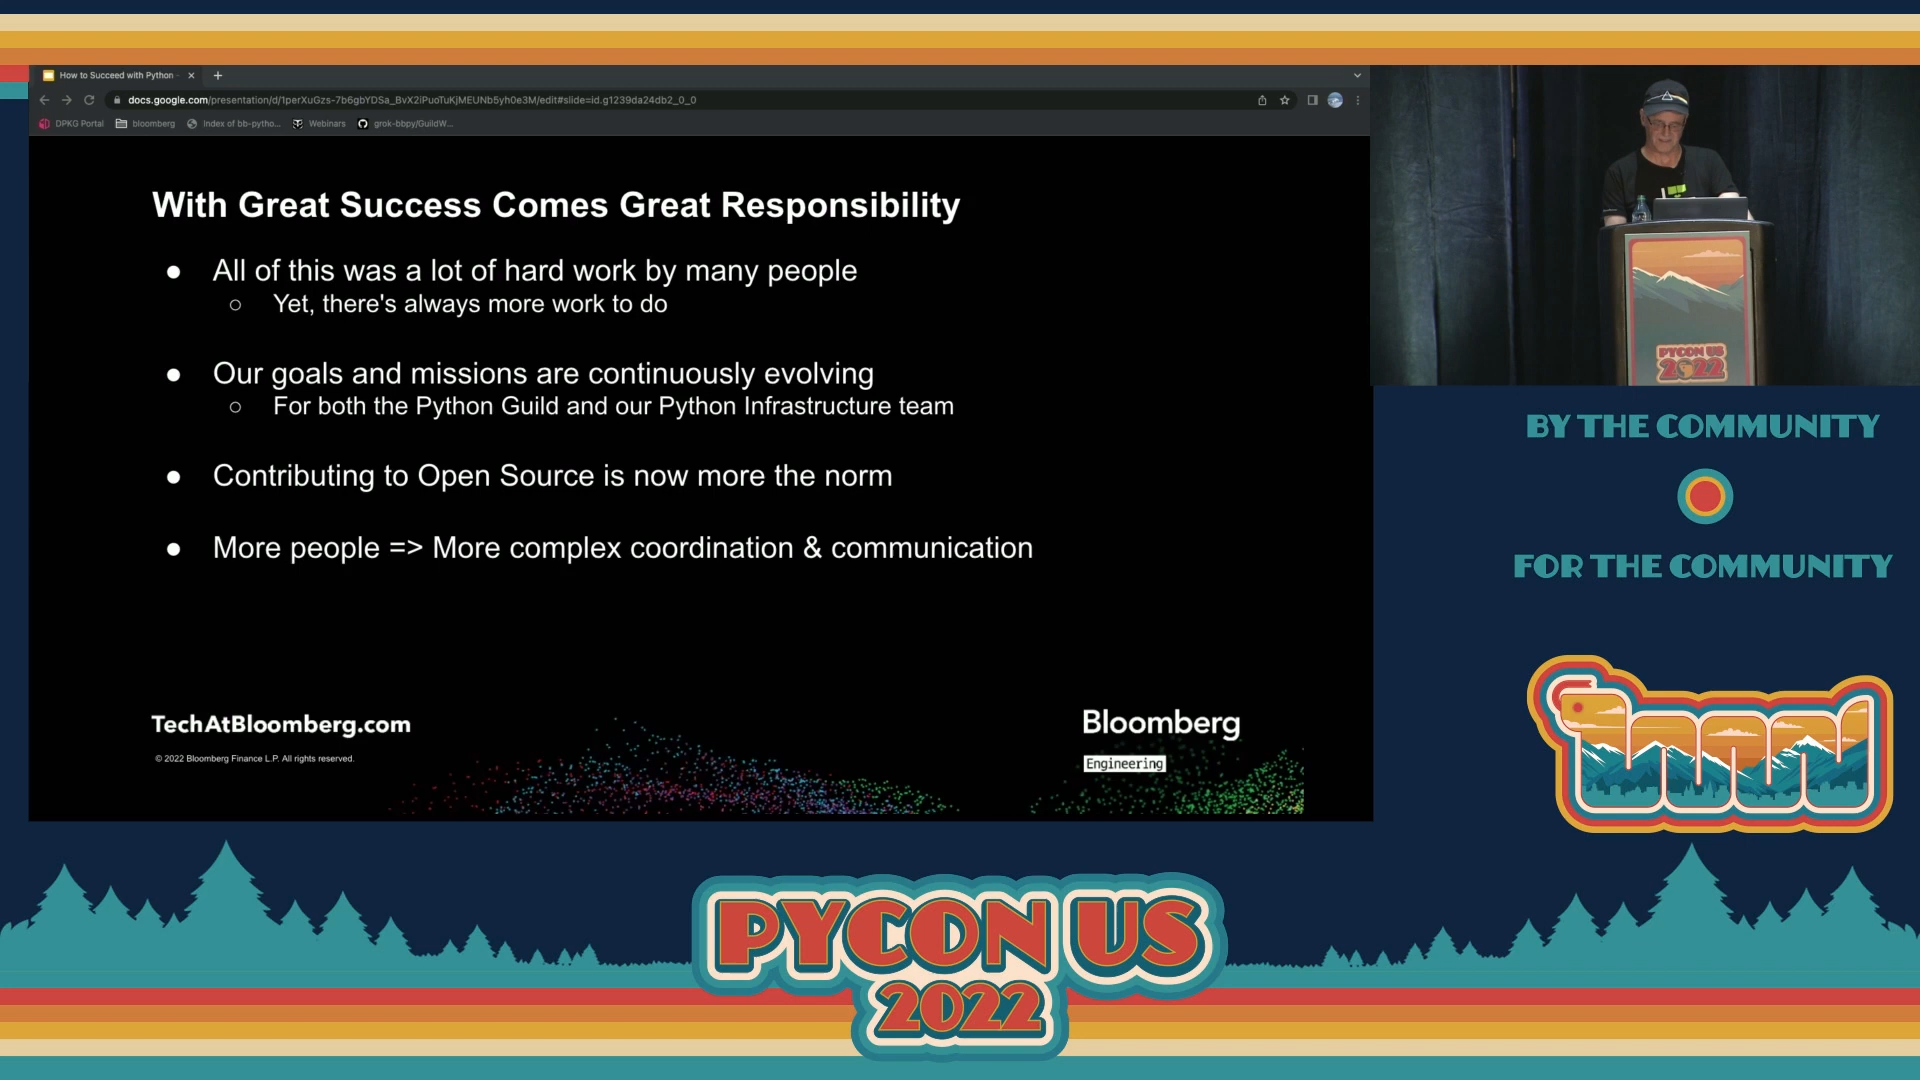 How to Succeed with Python
docs.google.com/presentation/d/1perXuGzs-7b6gbYDSa_BvX2iPuoTuKjMEUNb5yh0e3M/edit#slide=id.g1239da24db2_0_0
DPKG Portal bloomberg Index of bb-pytho... Webinars grok-bbpy/GuildW...
With Great Success Comes Great Responsibility
● All of this was a lot of hard work by many people
○ Yet, there's always more work to do
● Our goals and missions are continuously evolving
○ For both the Python Guild and our Python Infrastructure team
● Contributing to Open Source is now more the norm
● More people => More complex coordination & communication
TechAtBloomberg.com
© 2022 Bloomberg Finance L.P. All rights reserved.
Bloomberg
Engineering
PYCON US
2022
BY THE COMMUNITY
FOR THE COMMUNITY
PYCON US
2022